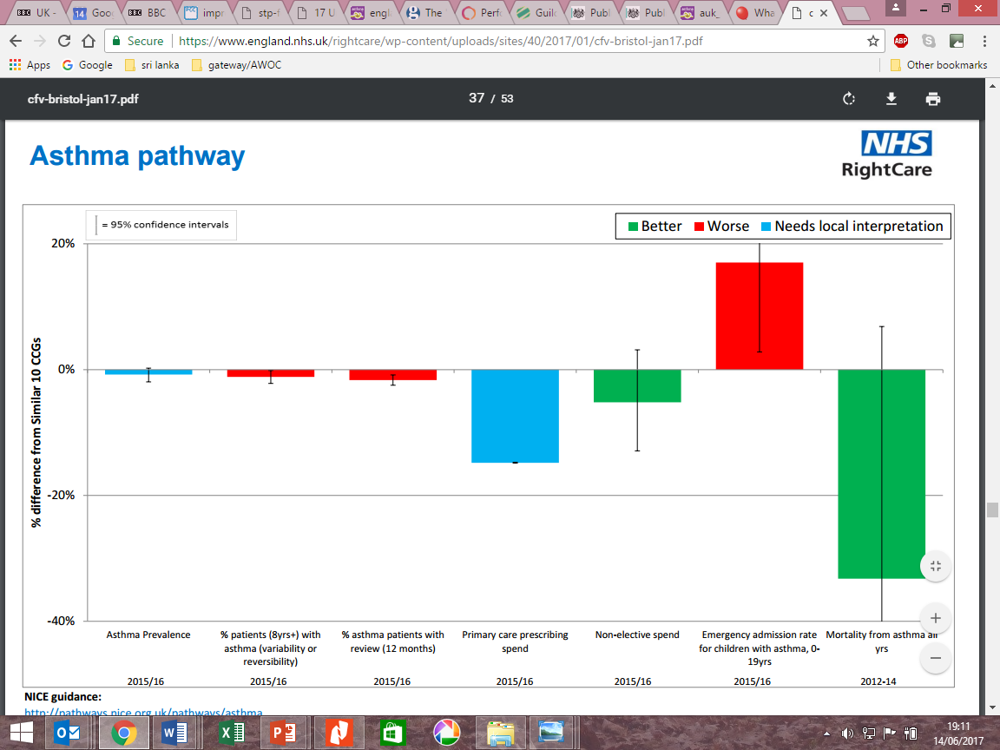 UK -
14 Goo
BBC BBC
impr
stp-f
17 U
engl
The
Perfo
Guil
Publ
Publ
auk_
Wha
c
Secure https://www.england.nhs.uk/rightcare/wp-content/uploads/sites/40/2017/01/cfv-bristol-jan17.pdf
ABP
Apps Google sri lanka gateway/AWOC Other bookmarks
cfv-bristol-jan17.pdf 37 / 53
Asthma pathway
NHS
RightCare
= 95% confidence intervals
Better Worse Needs local interpretation
20%
0%
-20%
-40%
% difference from Similar 10 CCGs
Asthma Prevalence
2015/16
% patients (8yrs+) with
asthma (variability or
reversibility)
2015/16
% asthma patients with
review (12 months)
2015/16
Primary care prescribing
spend
2015/16
Non-elective spend
2015/16
Emergency admission rate
for children with asthma, 0-
19yrs
2015/16
Mortality from asthma all
yrs
2012-14
NICE guidance:
http://pathways.nice.org.uk/pathways/asthma
19:11
14/06/2017